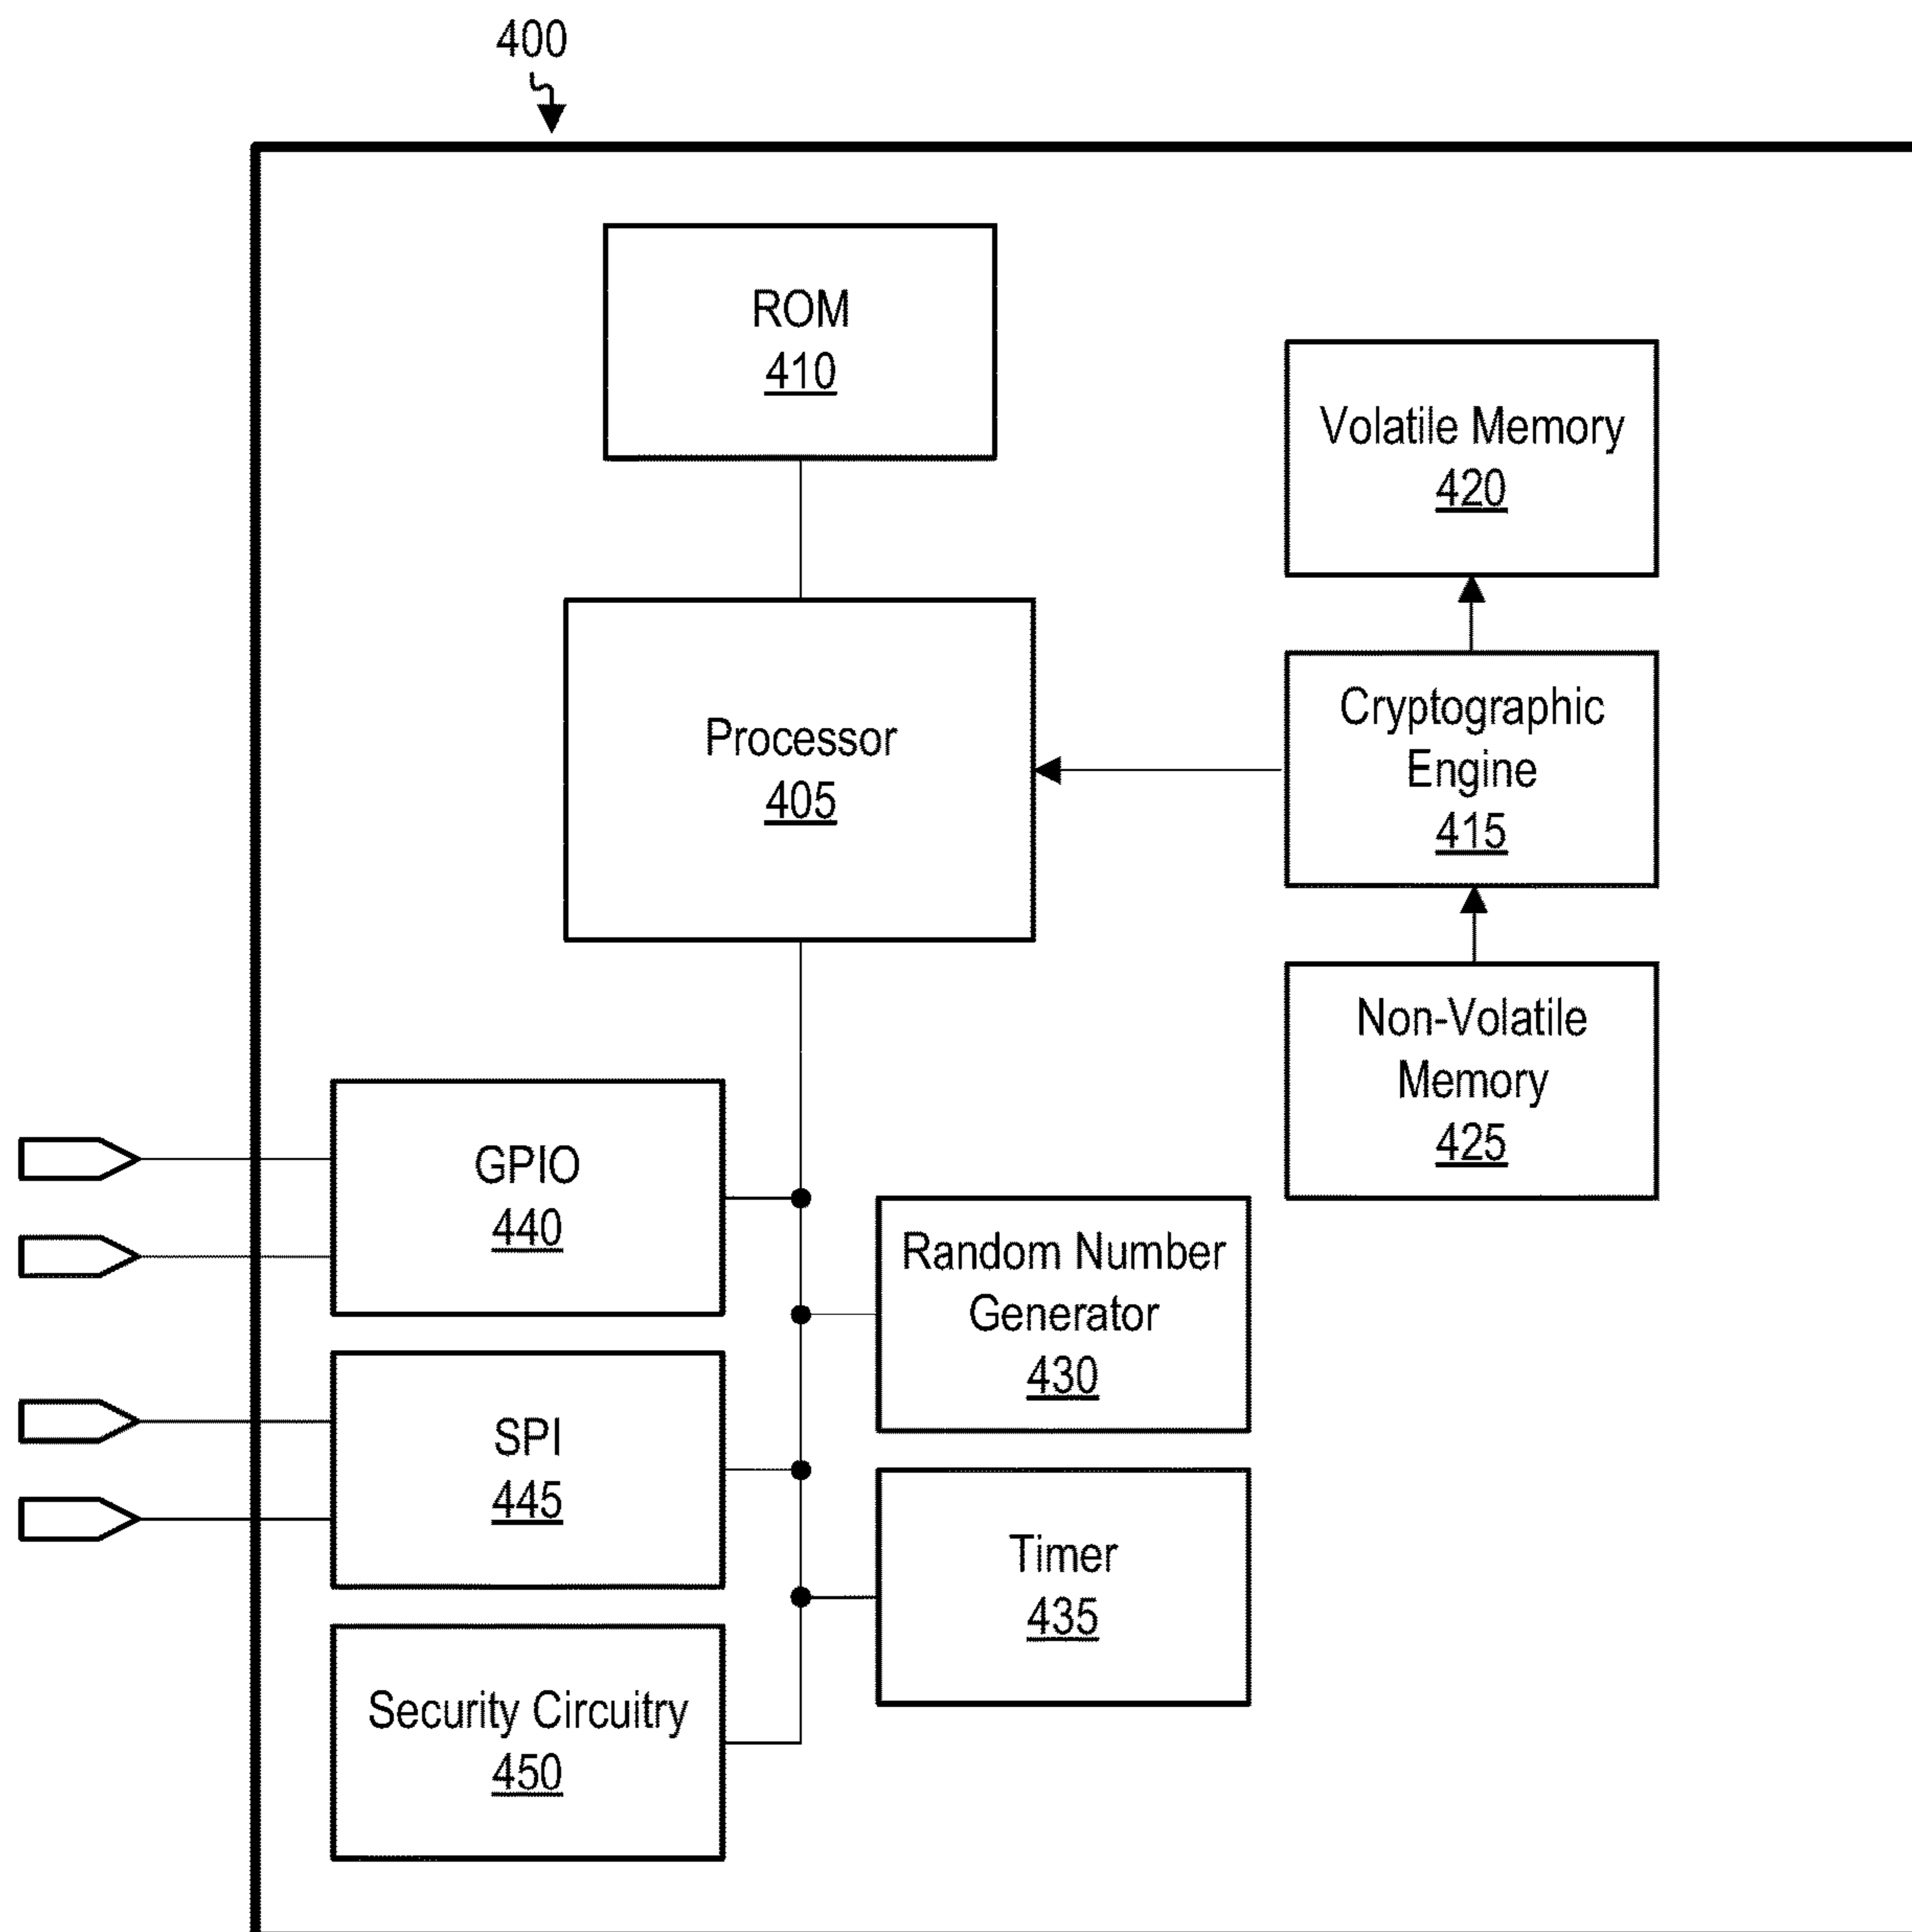 400
ROM
410
Volatile Memory
420
Processor
405
Cryptographic
Engine
415
Non-Volatile
Memory
425
GPIO
440
Random Number
Generator
430
SPI
445
Timer
435
Security Circuitry
450